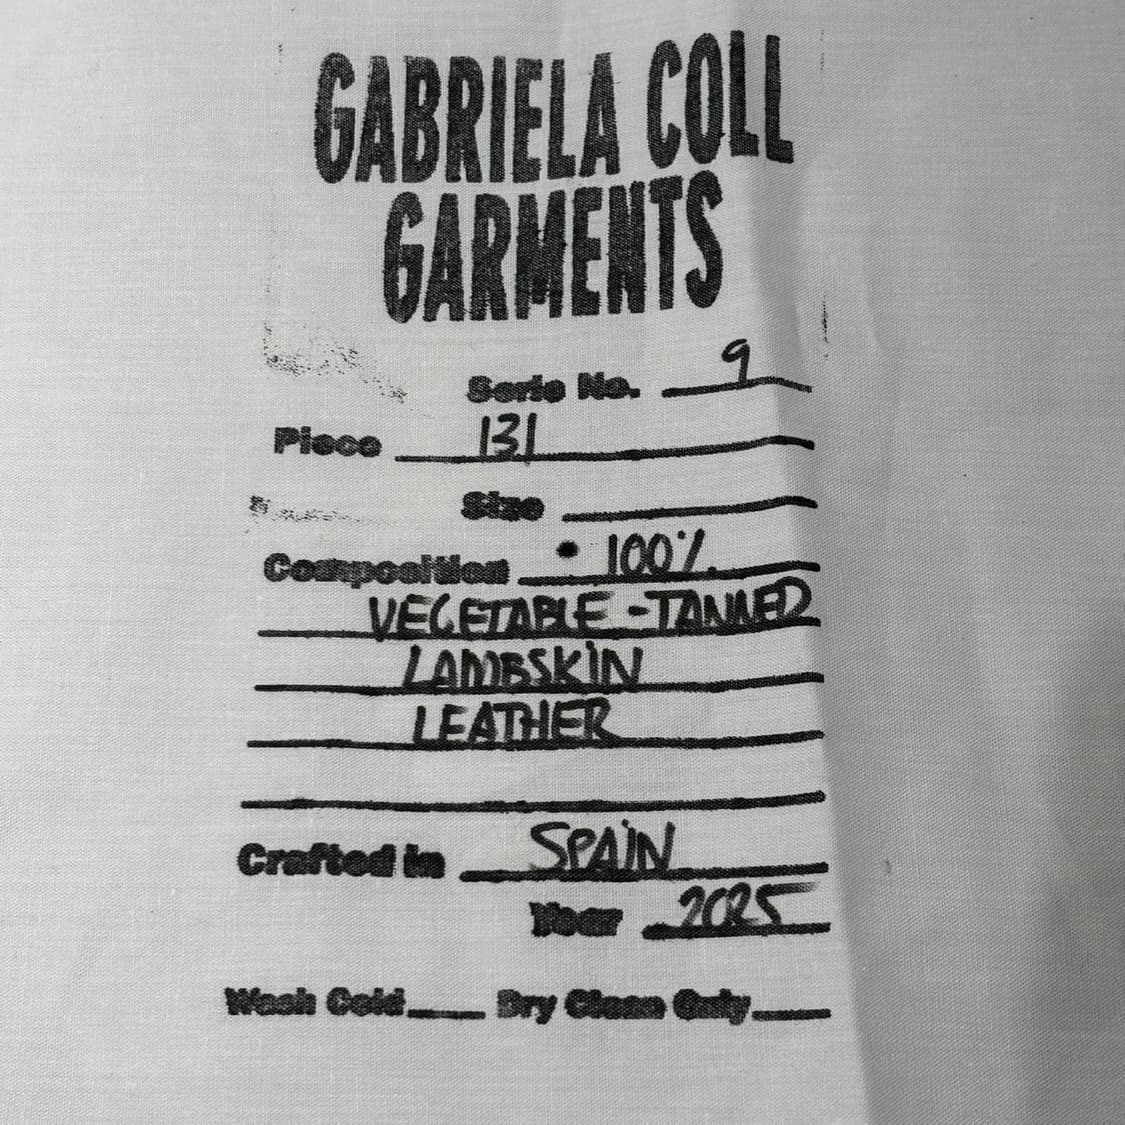 GABRIELA COLL
GARMENTS
Serie No. 9
Piece 131
Size
Composition • 100%
VEGETABLE-TANNED
LAMBSKIN
LEATHER
Crafted in SPAIN
Year 2025
Wash Cold Dry Clean Only